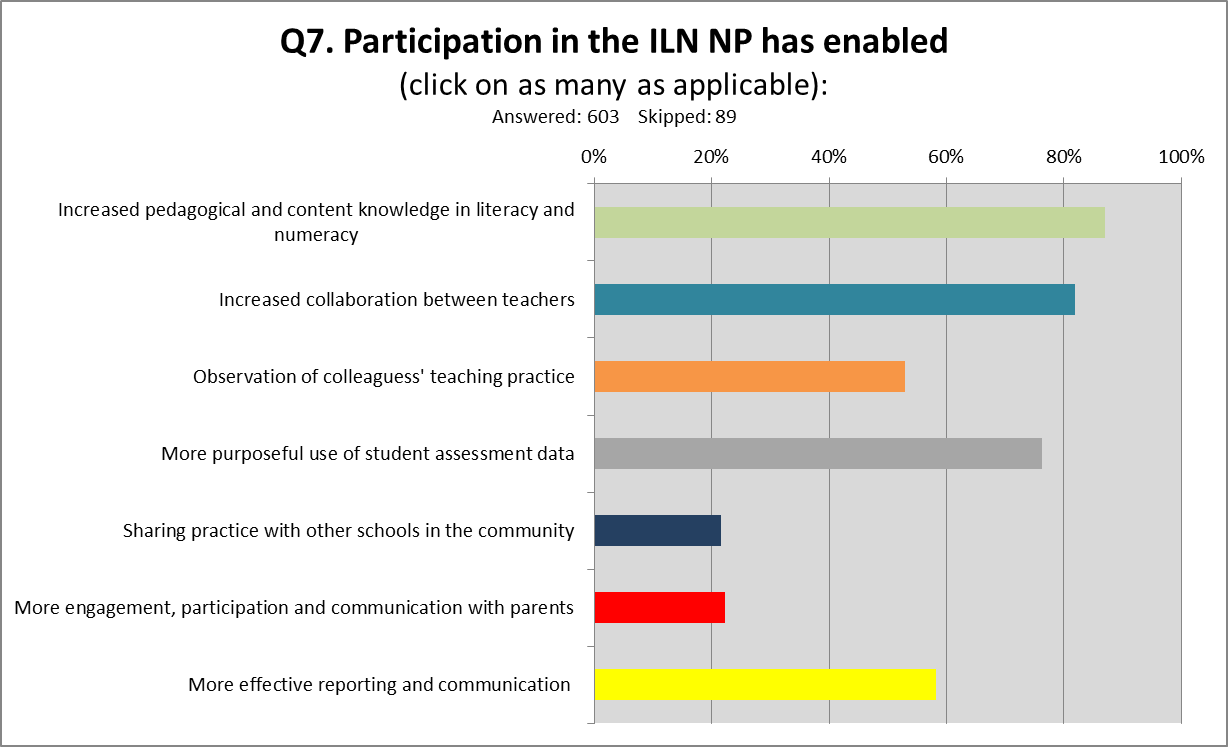 Q7. Participation in the ILN NP has enabled
(click on as many as applicable):
Answered: 603 Skipped: 89
0% 20% 40% 60% 80% 100%
Increased pedagogical and content knowledge in literacy and
numeracy
Increased collaboration between teachers
Observation of colleaguess' teaching practice
More purposeful use of student assessment data
Sharing practice with other schools in the community
More engagement, participation and communication with parents
More effective reporting and communication